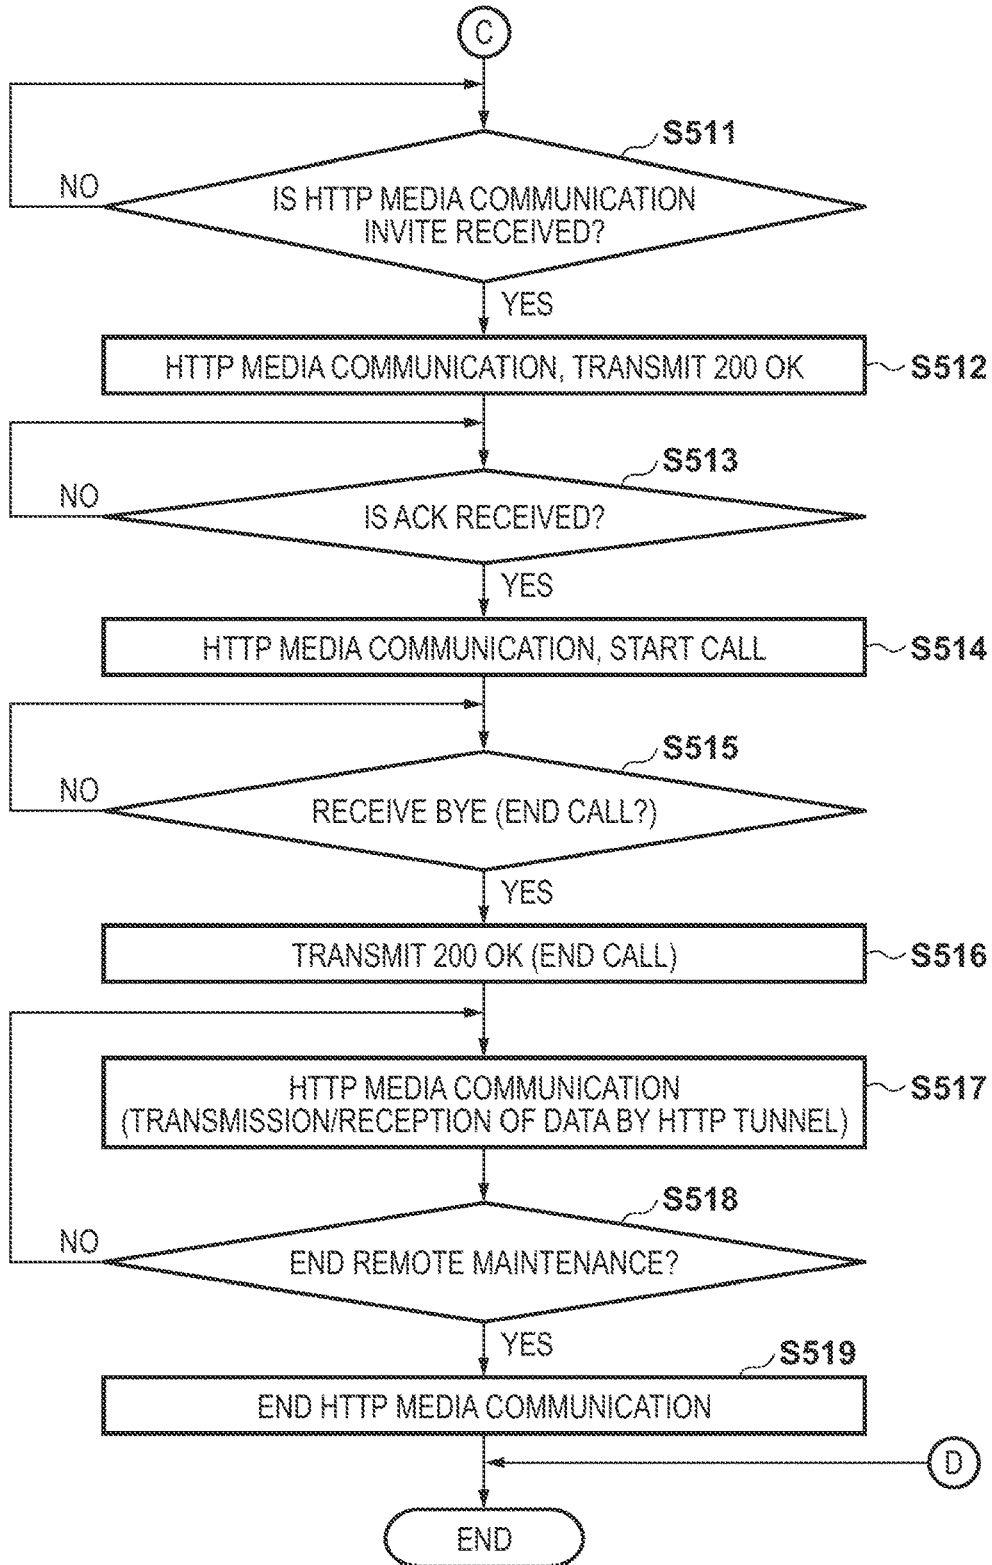 C
S511
NO
IS HTTP MEDIA COMMUNICATION
INVITE RECEIVED?
YES
HTTP MEDIA COMMUNICATION, TRANSMIT 200 OK
S512
S513
NO
IS ACK RECEIVED?
YES
HTTP MEDIA COMMUNICATION, START CALL
S514
S515
NO
RECEIVE BYE (END CALL?)
YES
TRANSMIT 200 OK (END CALL)
S516
HTTP MEDIA COMMUNICATION
(TRANSMISSION/RECEPTION OF DATA BY HTTP TUNNEL)
S517
S518
NO
END REMOTE MAINTENANCE?
YES
S519
END HTTP MEDIA COMMUNICATION
D
END